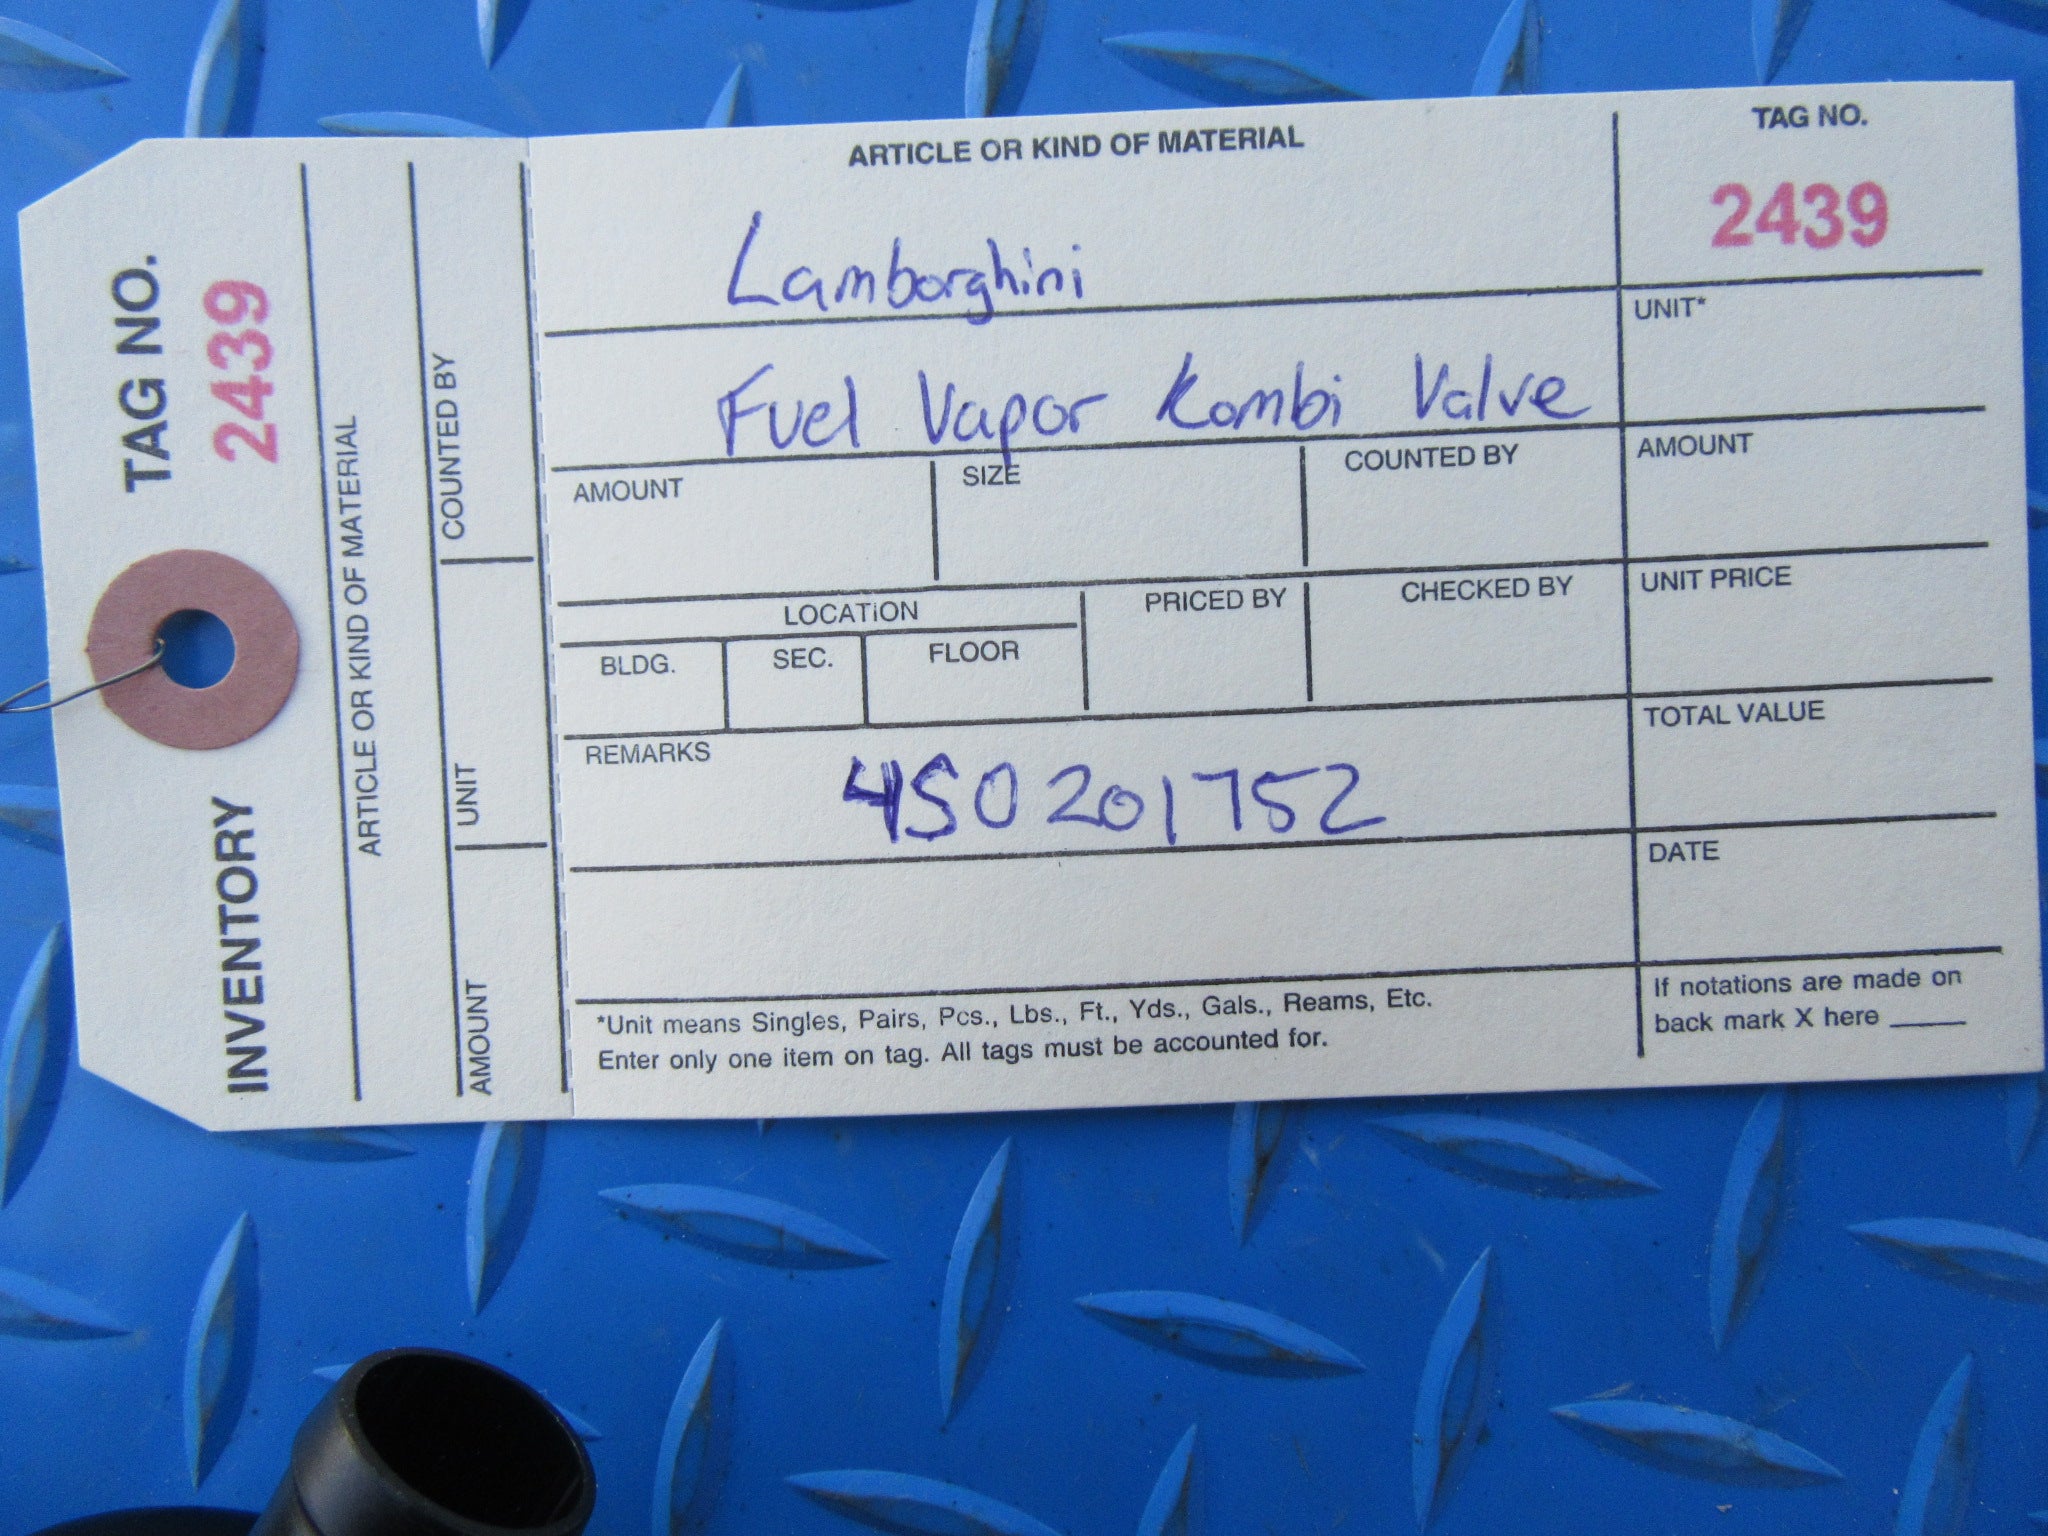 TAG NO.
2439
INVENTORY
ARTICLE OR KIND OF MATERIAL
COUNTED BY
UNIT
AMOUNT
ARTICLE OR KIND OF MATERIAL
Lamborghini
Fuel Vapor Kombi Valve
TAG NO.
2439
UNIT*
AMOUNT
SIZE
COUNTED BY
AMOUNT
LOCATION
PRICED BY
CHECKED BY
UNIT PRICE
BLDG.
SEC.
FLOOR
REMARKS
4S0201752
TOTAL VALUE
DATE
*Unit means Singles, Pairs, Pcs., Lbs., Ft., Yds., Gals., Reams, Etc.
Enter only one item on tag. All tags must be accounted for.
If notations are made on
back mark X here